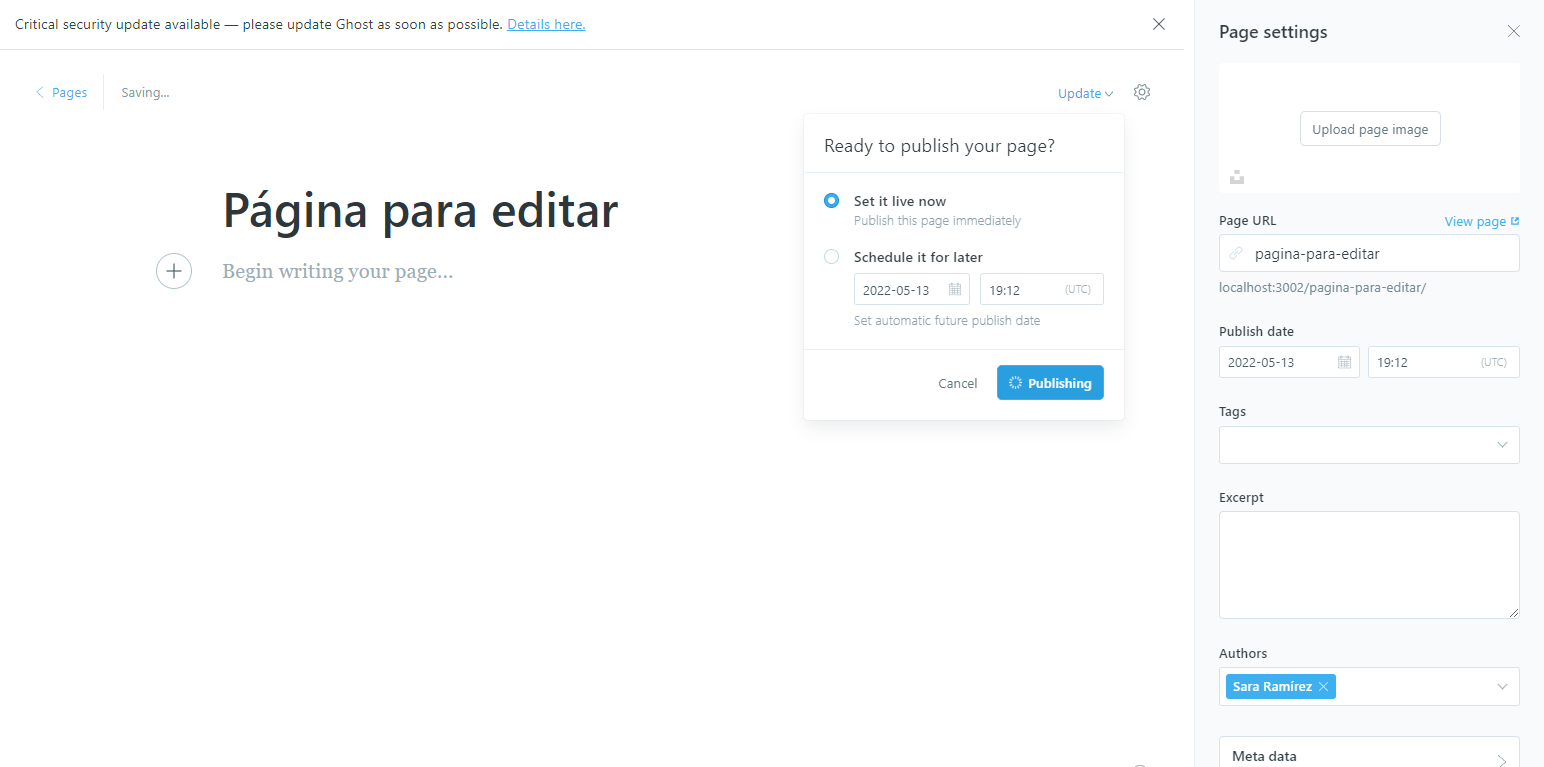 Critical security update available — please update Ghost as soon as possible. Details here.
Pages
Saving...
Update
Ready to publish your page?
Set it live now
Publish this page immediately
Schedule it for later
2022-05-13
19:12
(UTC)
Set automatic future publish date
Cancel
Publishing
Página para editar
Begin writing your page...
Page settings
Upload page image
Page URL
View page
pagina-para-editar
localhost:3002/pagina-para-editar/
Publish date
2022-05-13
19:12
(UTC)
Tags
Excerpt
Authors
Sara Ramírez
Meta data